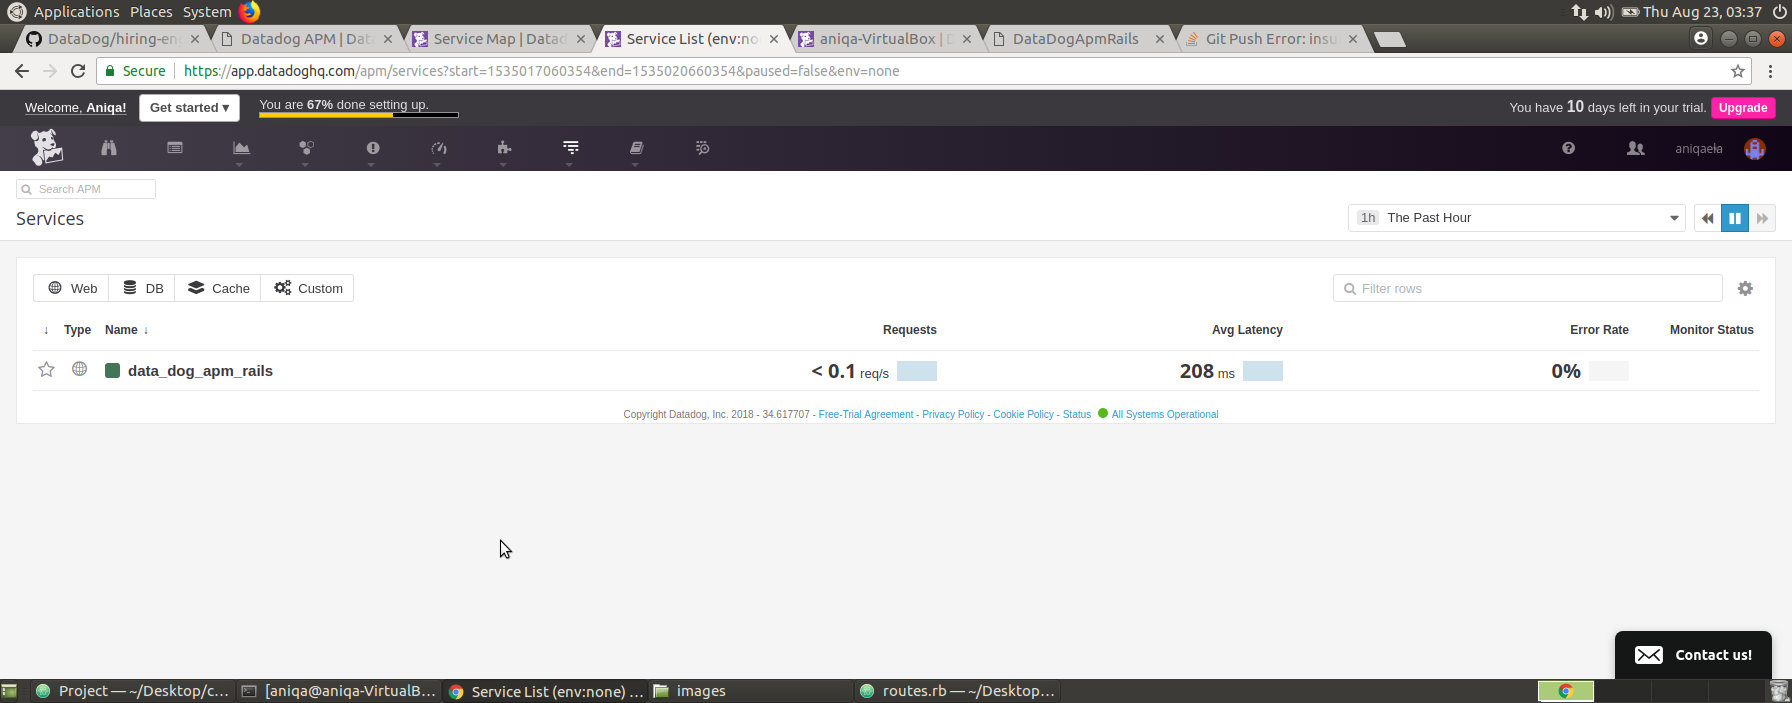 Applications Places System Thu Aug 23, 03:37
DataDog/hiring-en Datadog APM | Dat Service Map | Datad Service List (env:no aniqa-VirtualBox | D DataDogApmRails Git Push Error: insu
Secure https://app.datadoghq.com/apm/services?start=1535017060354&end=1535020660354&paused=false&env=none
Welcome, Aniqa! Get started ▾ You are 67% done setting up. You have 10 days left in your trial. Upgrade
aniqaela
Search APM
Services 1h The Past Hour
Web DB Cache Custom Filter rows
↓ Type Name ↓ Requests Avg Latency Error Rate Monitor Status
data_dog_apm_rails < 0.1 req/s 208 ms 0%
Copyright Datadog, Inc. 2018 - 34.617707 - Free-Trial Agreement - Privacy Policy - Cookie Policy - Status All Systems Operational
Contact us!
Project — ~/Desktop/c... [aniqa@aniqa-VirtualB... Service List (env:none) ... images routes.rb — ~/Desktop...